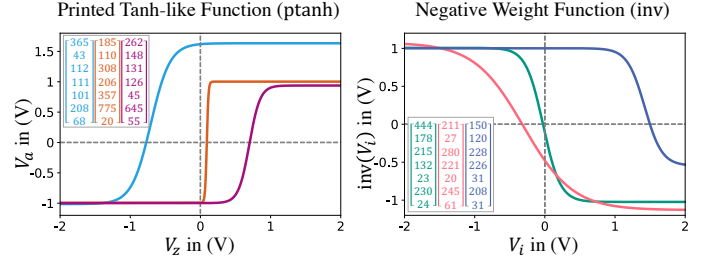 Printed Tanh-like Function (ptanh)
V_a in (V)
1.5
1
0.5
0
-0.5
-1
365 185 262
43 110 148
112 308 131
111 206 126
101 357 45
208 775 645
68 20 55
-2 -1 0 1 2
V_z in (V)
Negative Weight Function (inv)
inv(V_i) in (V)
1
0.5
0
-0.5
-1
444 211 150
178 27 120
215 280 228
132 221 226
23 20 31
230 245 208
24 61 31
-2 -1 0 1 2
V_i in (V)